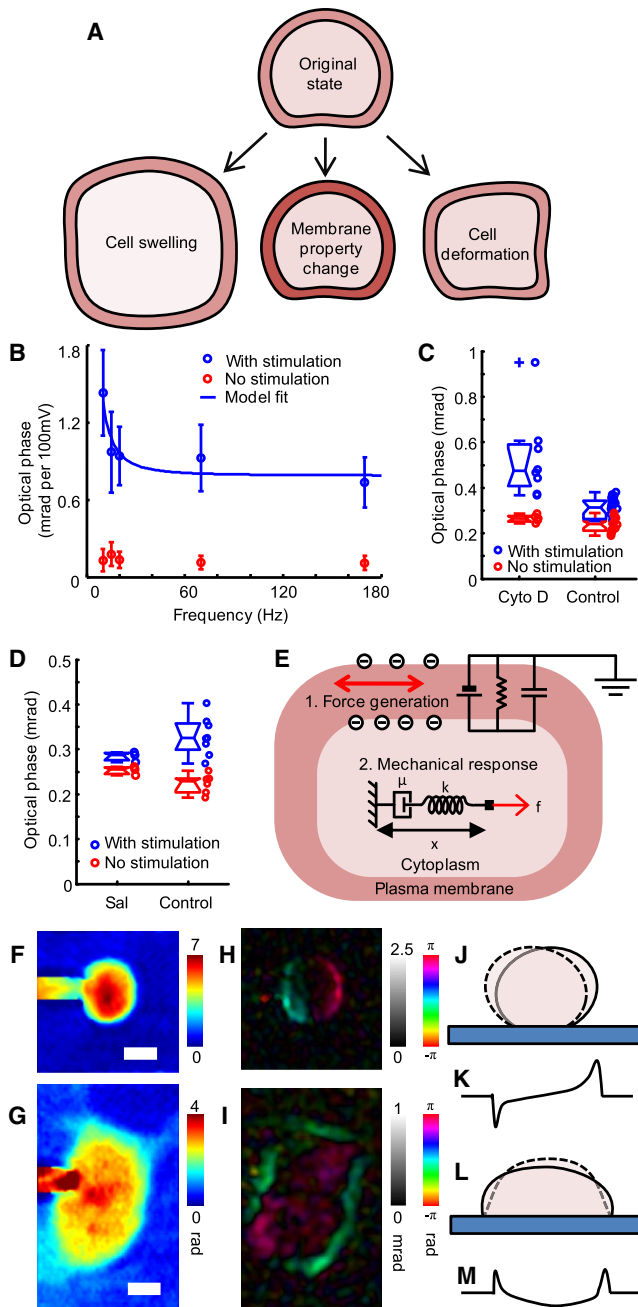 A
Original
state
Cell swelling
Membrane
property
change
Cell
deformation
B
1.8
1.2
0.6
0
Optical phase
(mrad per 100mV)
With stimulation
No stimulation
Model fit
0
60
120
180
Frequency (Hz)
C
1
0.8
0.6
0.4
0.2
0
Optical phase (mrad)
With stimulation
No stimulation
Cyto D
Control
D
0.5
0.4
0.3
0.2
0.1
0
Optical phase (mrad)
With stimulation
No stimulation
Sal
Control
E
1. Force generation
2. Mechanical response
μ
k
f
x
Cytoplasm
Plasma membrane
F
7
0
H
2.5
0
π
-π
J
K
G
4
0
rad
I
1
0
mrad
π
-π
rad
L
M